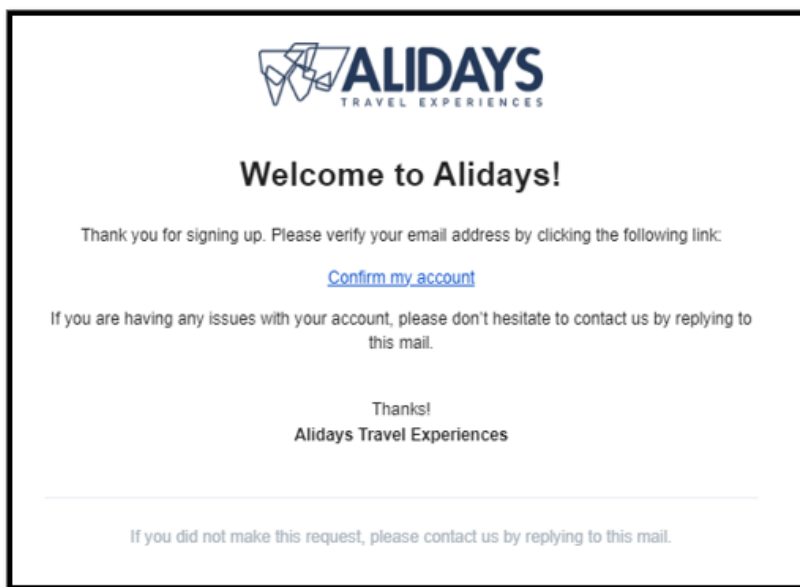 ALIDAYS
TRAVEL EXPERIENCES
Welcome to Alidays!
Thank you for signing up. Please verify your email address by clicking the following link:
Confirm my account
If you are having any issues with your account, please don't hesitate to contact us by replying to
this mail.
Thanks!
Alidays Travel Experiences
If you did not make this request, please contact us by replying to this mail.